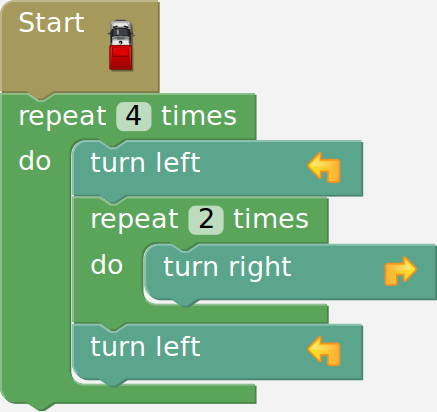 Start
repeat 4 times
do turn left
repeat 2 times
do turn right
turn left